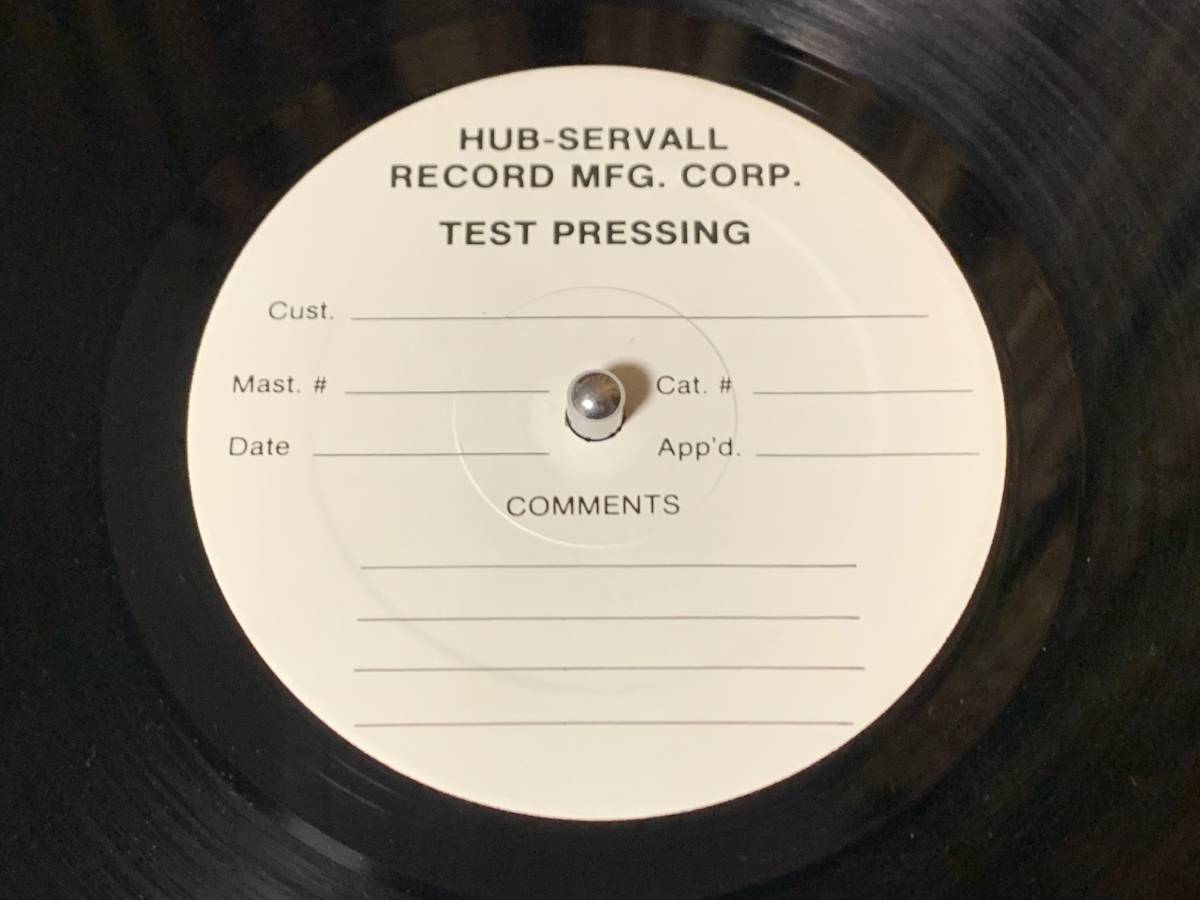 HUB-SERVALL
RECORD MFG. CORP.
TEST PRESSING
Cust.
Mast. # Cat. #
Date App'd.
COMMENTS